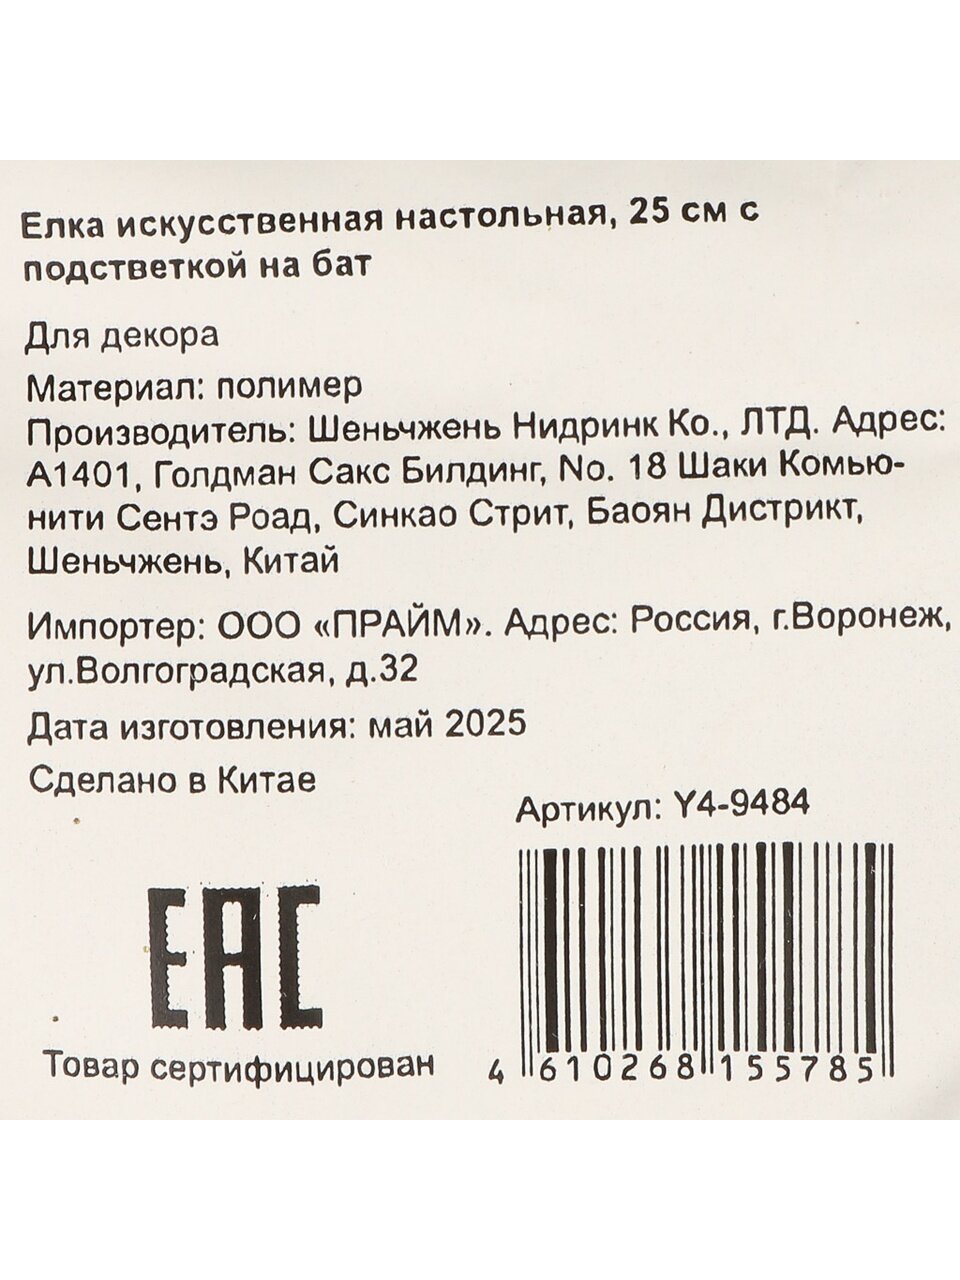 Елка искусственная настольная, 25 см с
подстветкой на бат
Для декора
Материал: полимер
Производитель: Шеньчжень Нидринк Ко., ЛТД. Адрес:
А1401, Голдман Сакс Билдинг, No. 18 Шаки Комью-
нити Сентэ Роад, Синкао Стрит, Баоян Дистрикт,
Шеньчжень, Китай
Импортер: ООО «ПРАЙМ». Адрес: Россия, г.Воронеж,
ул.Волгоградская, д.32
Дата изготовления: май 2025
Сделано в Китае
Артикул: Y4-9484
ЕАС
Товар сертифицирован
4 610268 155785